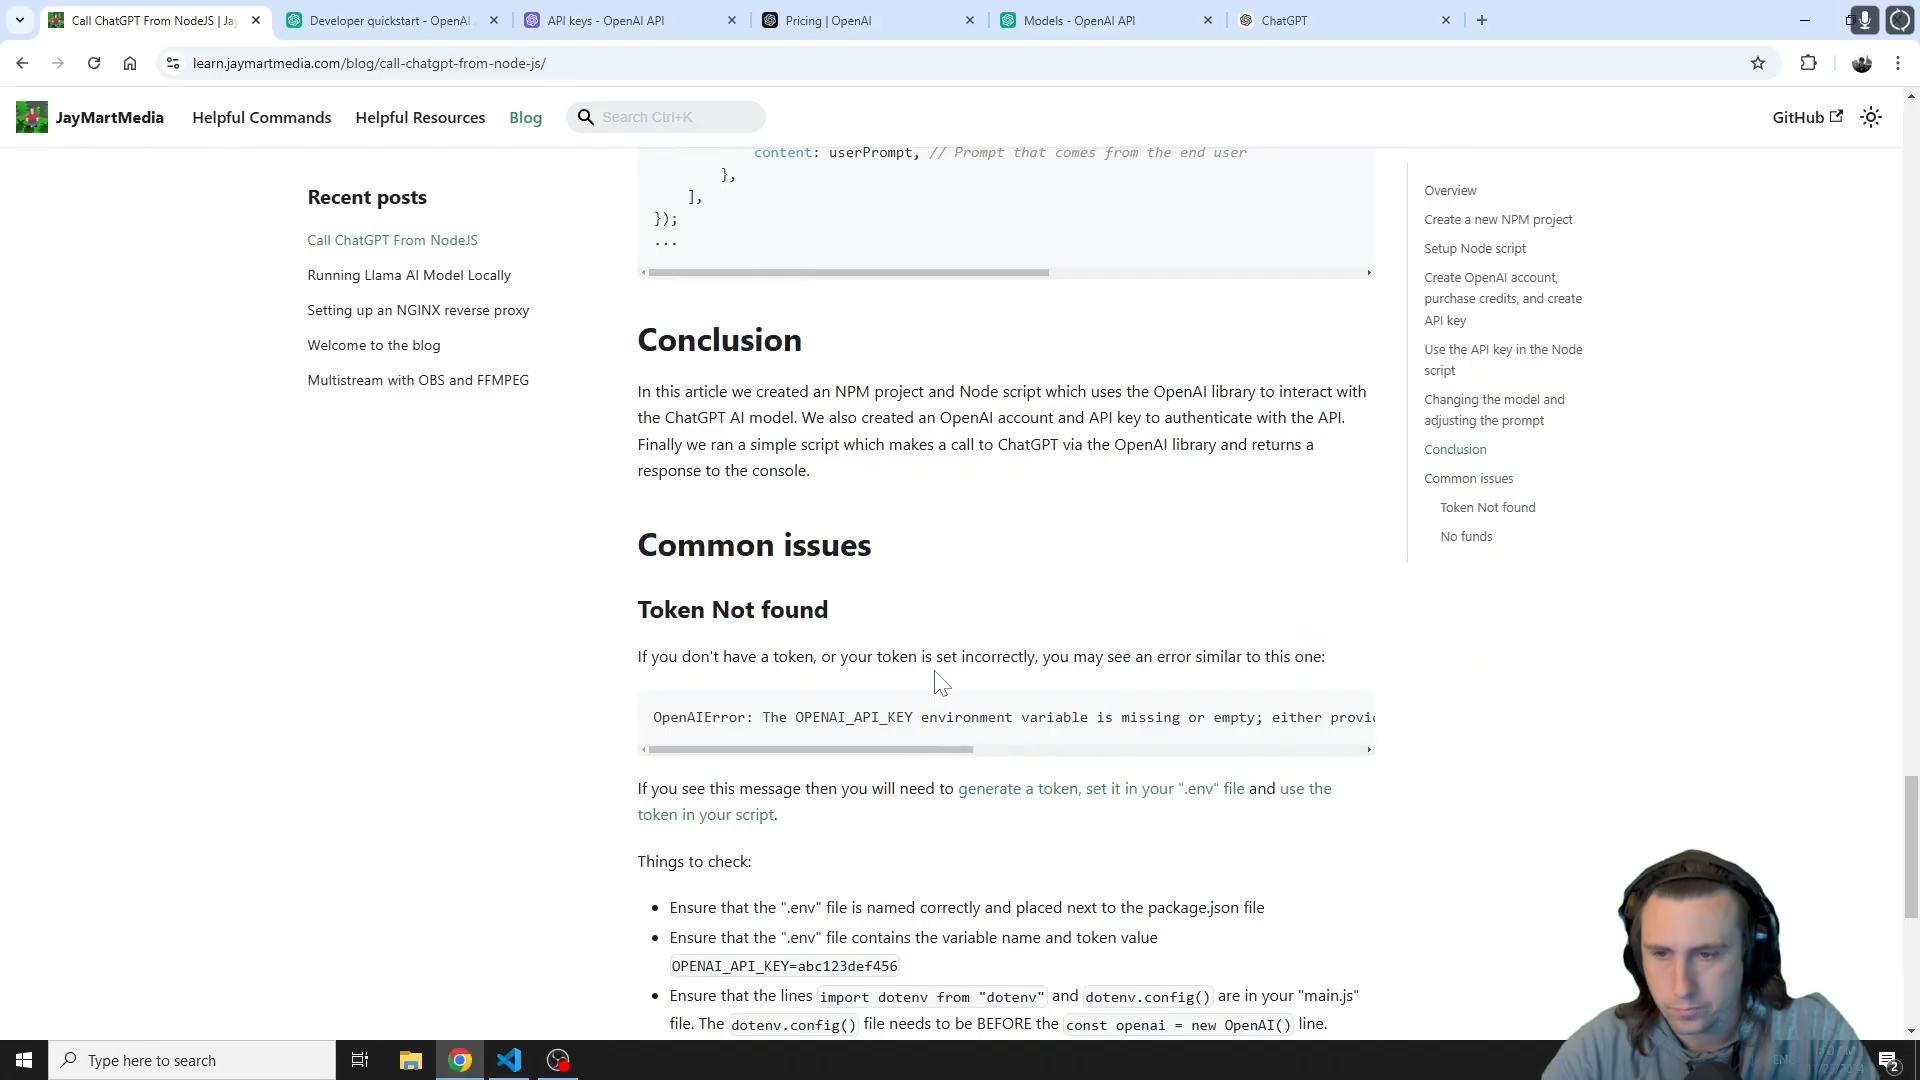 Call ChatGPT From NodeJS | Jay
Developer quickstart - OpenAI A
API keys - OpenAI API
Pricing | OpenAI
Models - OpenAI API
ChatGPT
learn.jaymartmedia.com/blog/call-chatgpt-from-node-js/
JayMartMedia
Helpful Commands
Helpful Resources
Blog
Search Ctrl+K
GitHub
Recent posts
Call ChatGPT From NodeJS
Running Llama AI Model Locally
Setting up an NGINX reverse proxy
Welcome to the blog
Multistream with OBS and FFMPEG
content: userPrompt, // Prompt that comes from the end user
},
],
});
...
Conclusion
In this article we created an NPM project and Node script which uses the OpenAI library to interact with
the ChatGPT AI model. We also created an OpenAI account and API key to authenticate with the API.
Finally we ran a simple script which makes a call to ChatGPT via the OpenAI library and returns a
response to the console.
Common issues
Token Not found
If you don't have a token, or your token is set incorrectly, you may see an error similar to this one:
OpenAIError: The OPENAI_API_KEY environment variable is missing or empty; either provi
If you see this message then you will need to generate a token, set it in your ".env" file and use the
token in your script.
Things to check:
• Ensure that the ".env" file is named correctly and placed next to the package.json file
• Ensure that the ".env" file contains the variable name and token value
OPENAI_API_KEY=abc123def456
• Ensure that the lines import dotenv from "dotenv" and dotenv.config() are in your "main.js"
file. The dotenv.config() file needs to be BEFORE the const openai = new OpenAI() line.
Overview
Create a new NPM project
Setup Node script
Create OpenAI account,
purchase credits, and create
API key
Use the API key in the Node
script
Changing the model and
adjusting the prompt
Conclusion
Common issues
Token Not found
No funds
Type here to search
2